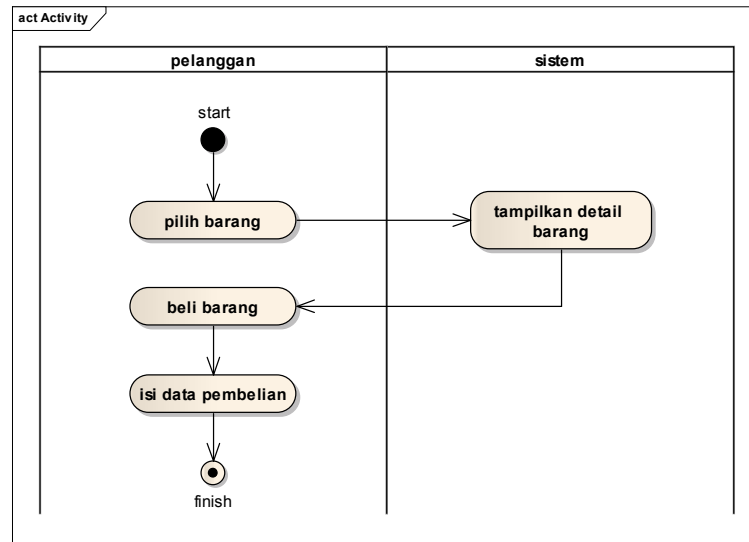 act Activity
pelanggan
sistem
start
pilih barang
tampilkan detail
barang
beli barang
isi data pembelian
finish